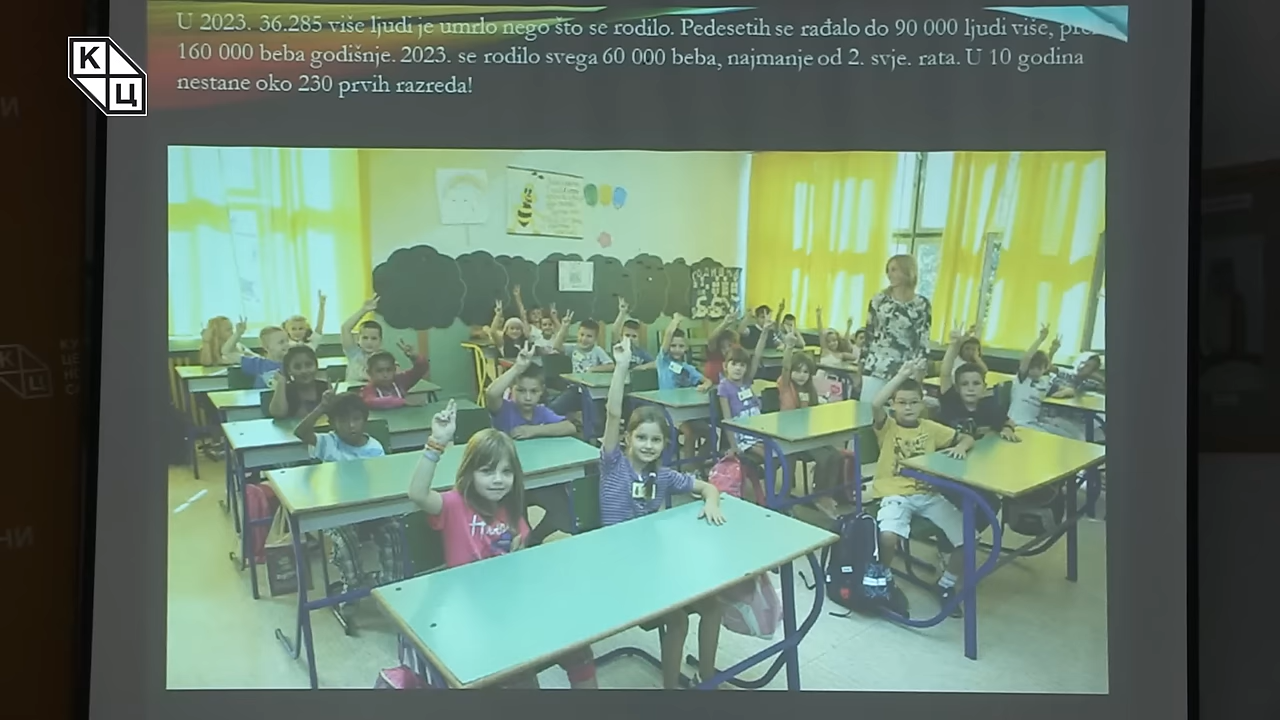 U 2023. 36.285 više ljudi je umrlo nego što se rodilo. Pedesetih se rađalo do 90 000 ljudi više,
160 000 beba godišnje. 2023. se rodilo svega 60 000 beba, najmanje od 2. svje. rata. U 10 godina
nestane oko 230 prvih razreda!
К
Ц